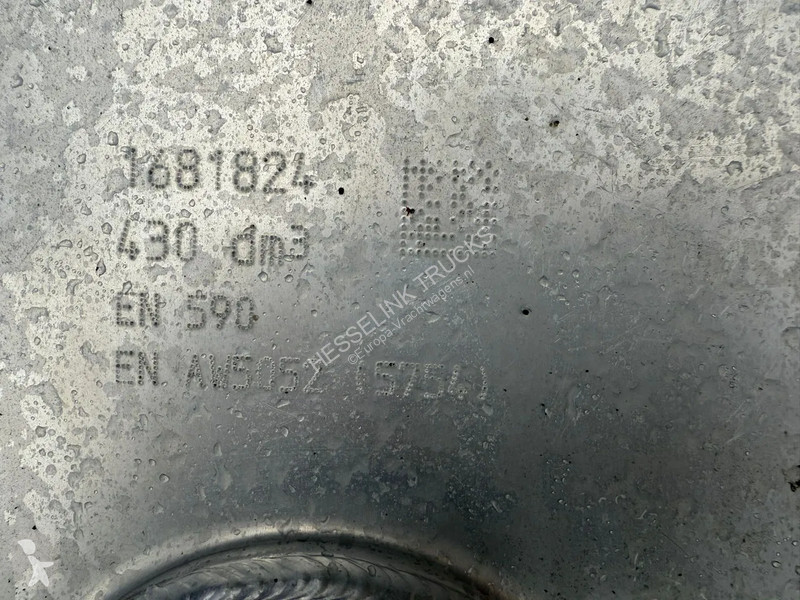 1681824
430 dm3
EN 590
EN AW5052 (5754)
HESSELINK TRUCKS
©Europa-Vrachtwagens.nl